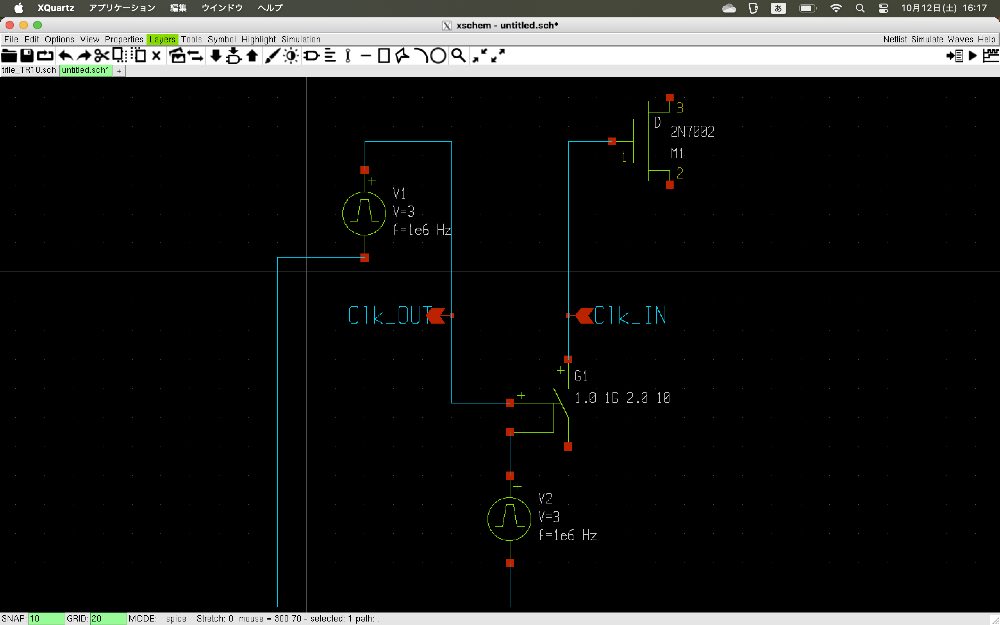 XQuartz アプリケーション 編集 ウインドウ ヘルプ あ 10月12日(土) 16:17
xschem - untitled.sch*
File Edit Options View Properties Layers Tools Symbol Highlight Simulation Netlist Simulate Waves Help
title_TR10.sch untitled.sch* +
3
D
2N7002
M1
1
2
+
V1
V=3
f=1e6 Hz
Clk_OUT
Clk_IN
+
G1
+
1.0 1G 2.0 10
+
V2
V=3
f=1e6 Hz
SNAP: 10 GRID: 20 MODE: spice Stretch: 0 mouse = 300 70 - selected: 1 path: .